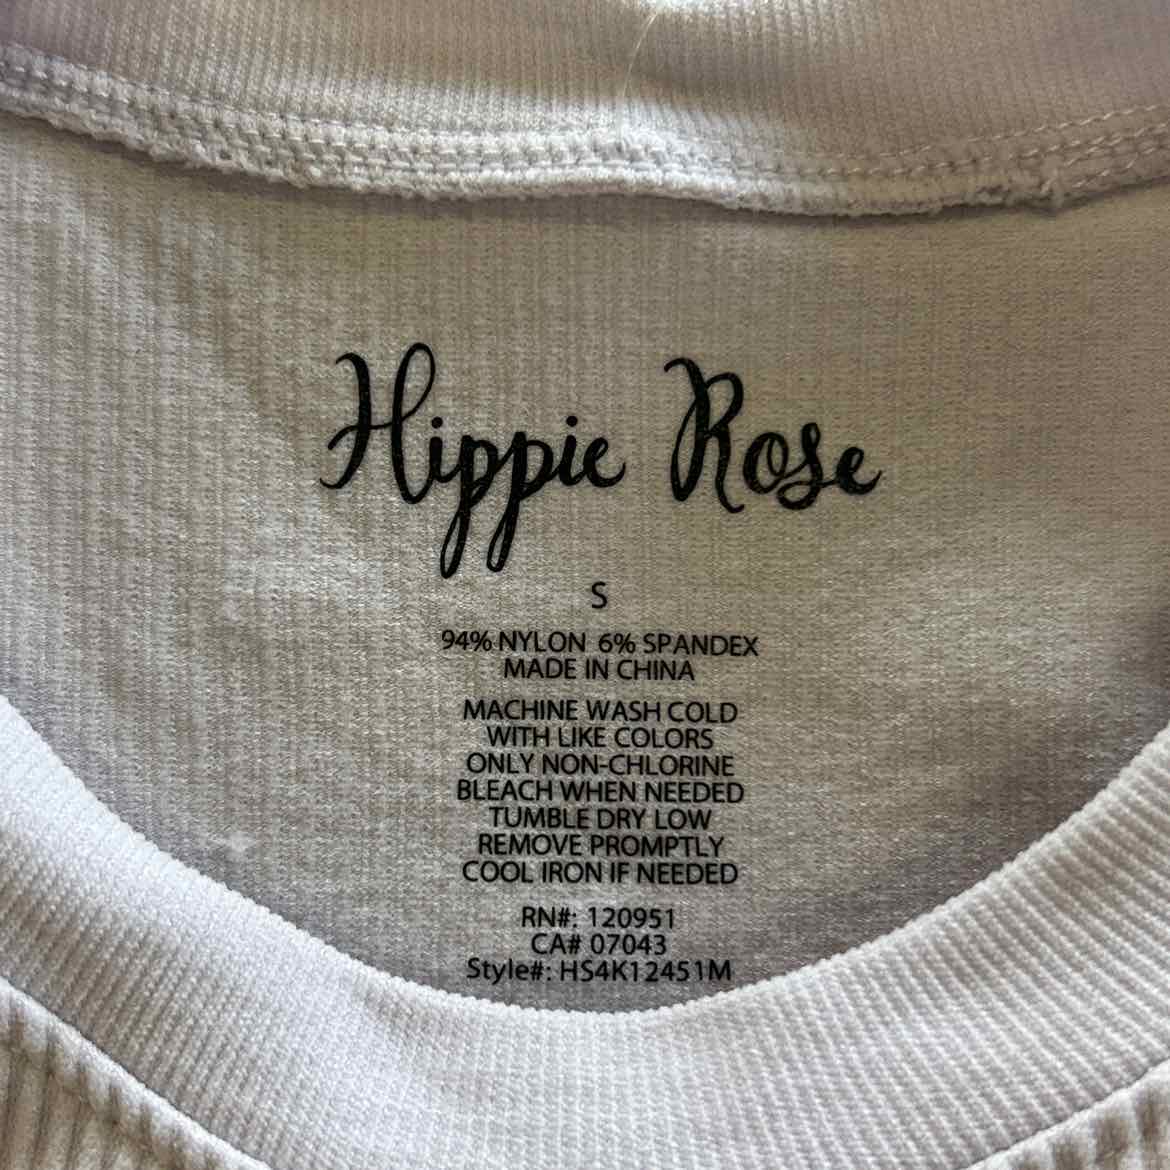 Hippie Rose
S
94% NYLON 6% SPANDEX
MADE IN CHINA
MACHINE WASH COLD
WITH LIKE COLORS
ONLY NON-CHLORINE
BLEACH WHEN NEEDED
TUMBLE DRY LOW
REMOVE PROMPTLY
COOL IRON IF NEEDED
RN#: 120951
CA# 07043
Style#: HS4K12451M